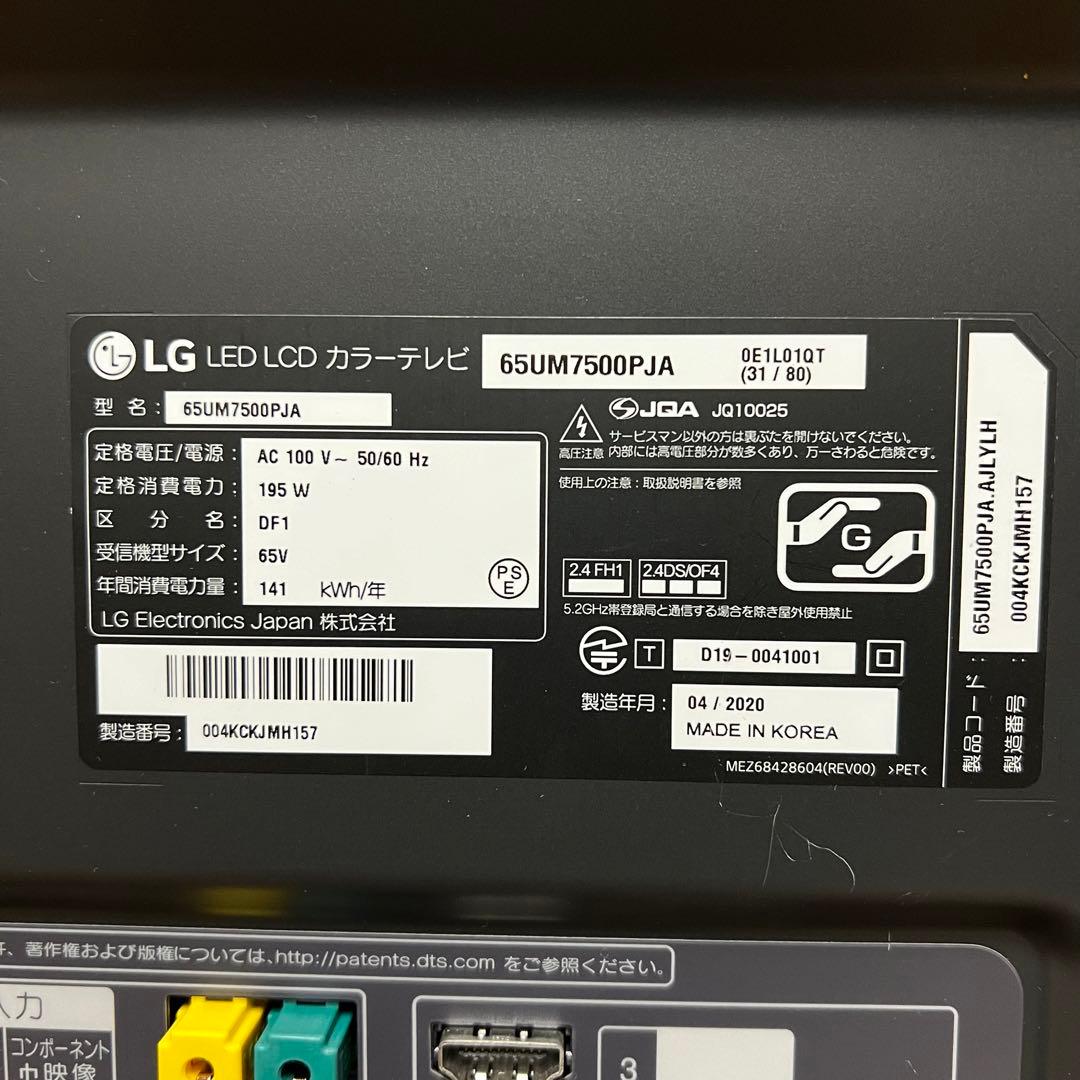 LG LED LCD カラーテレビ
65UM7500PJA
0E1L01QT
(31 / 80)
型 名 : 65UM7500PJA
定格電圧/電源 : AC 100 V~ 50/60 Hz
定格消費電力 : 195 W
区 分 名 : DF1
受信機型サイズ : 65V
年間消費電力量 : 141 kWh/年
PS
E
LG Electronics Japan 株式会社
製造番号 : 004KCKJMH157
JQA JQ10025
サービスマン以外の方は裏ぶたを開けないでください。
高圧注意 内部には高電圧部分が数多くあり、万一さわると危険です。
使用上の注意 : 取扱説明書を参照
G
2.4 FH1
2.4DS/OF4
5.2GHz帯登録局と通信する場合を除き屋外使用禁止
T D19-0041001
製造年月 : 04 / 2020
MADE IN KOREA
MEZ68428604(REV00) >PET<
製品コード : 65UM7500PJA.AJLYLH
製造番号 : 004KCKJMH157
、著作権および版権については、http://patents.dts.com をご参照ください。
入力
コンポーネント
映像
3